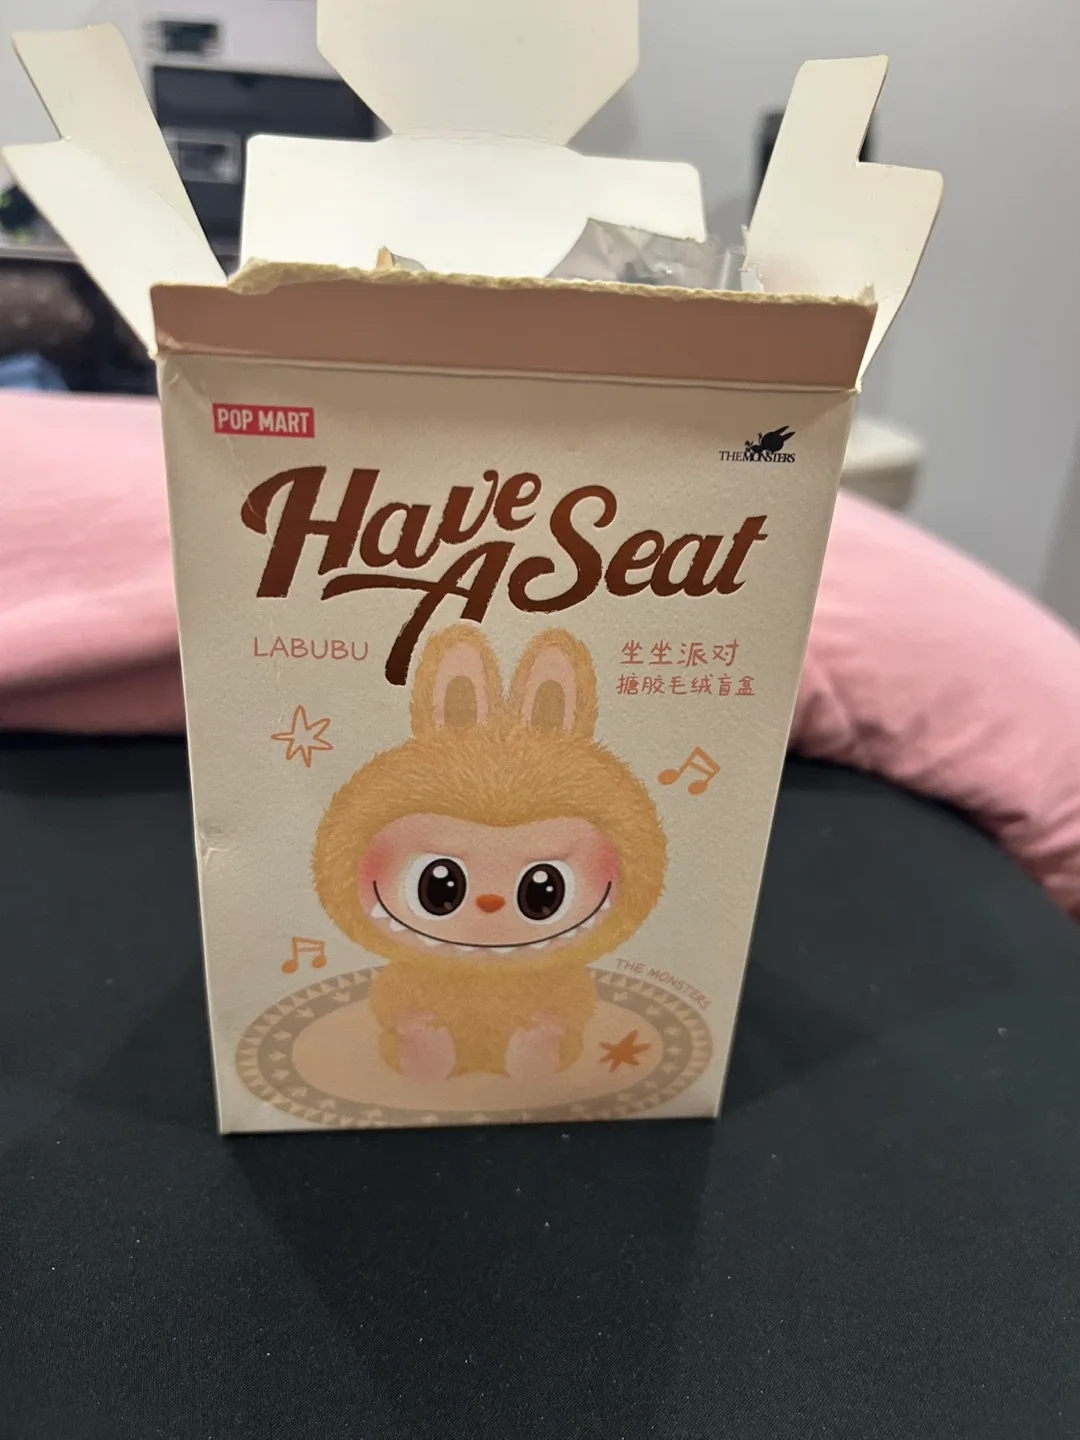 POP MART
THE MONSTERS
Have A Seat
LABUBU
坐坐派对
搪胶毛绒盲盒
THE MONSTERS